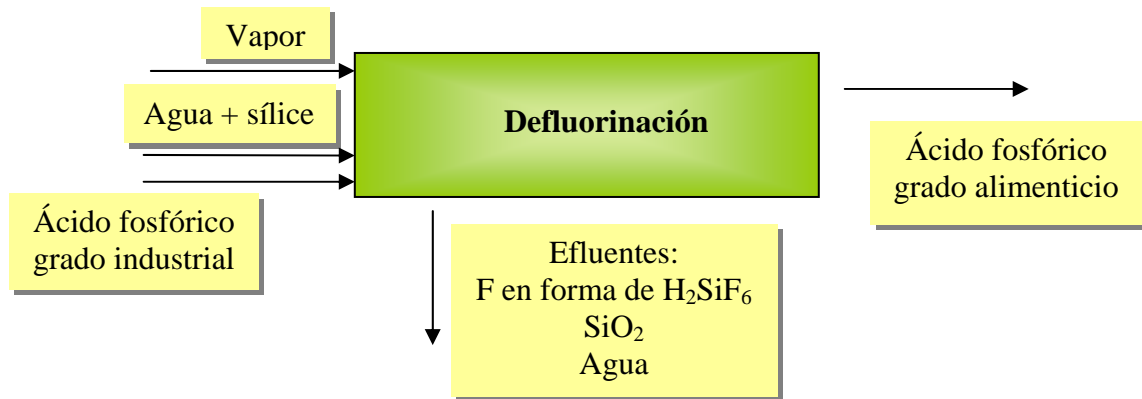 Vapor
Agua + sílice
Ácido fosfórico
grado industrial
Defluorinación
Ácido fosfórico
grado alimenticio
Efluentes:
F en forma de H₂SiF₆
SiO₂
Agua